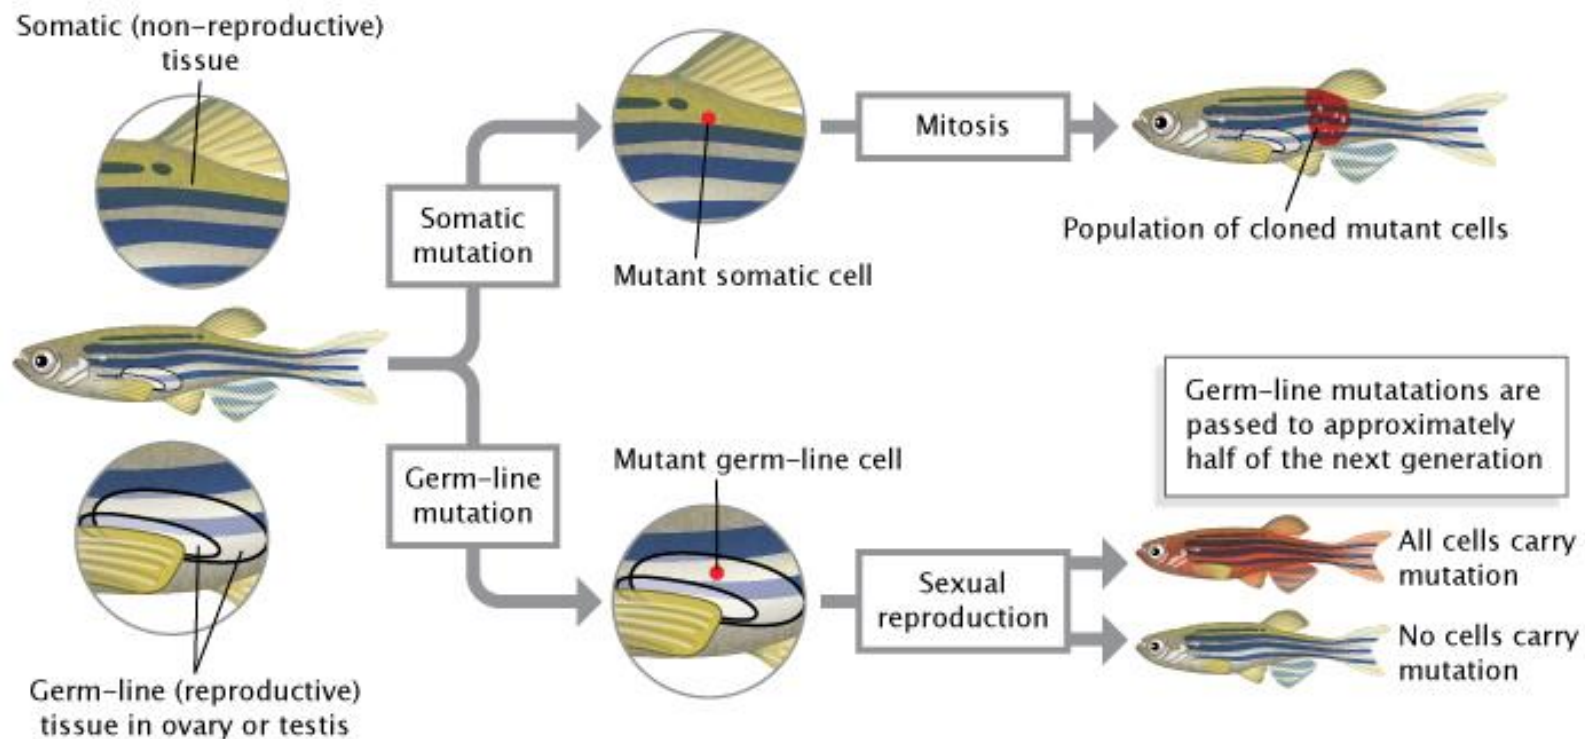 Somatic (non-reproductive)
tissue
Somatic
mutation
Mutant somatic cell
Mitosis
Population of cloned mutant cells
Germ-line (reproductive)
tissue in ovary or testis
Germ-line
mutation
Mutant germ-line cell
Sexual
reproduction
Germ-line mutatations are
passed to approximately
half of the next generation
All cells carry
mutation
No cells carry
mutation